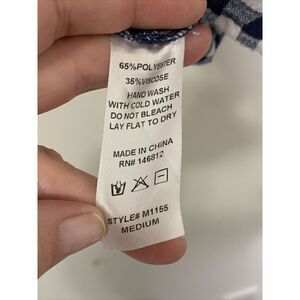 65%POLYESTER
35%VISCOSE
HAND WASH
WITH COLD WATER
DO NOT BLEACH
LAY FLAT TO DRY
MADE IN CHINA
RN# 146812
STYLE# M1155
MEDIUM